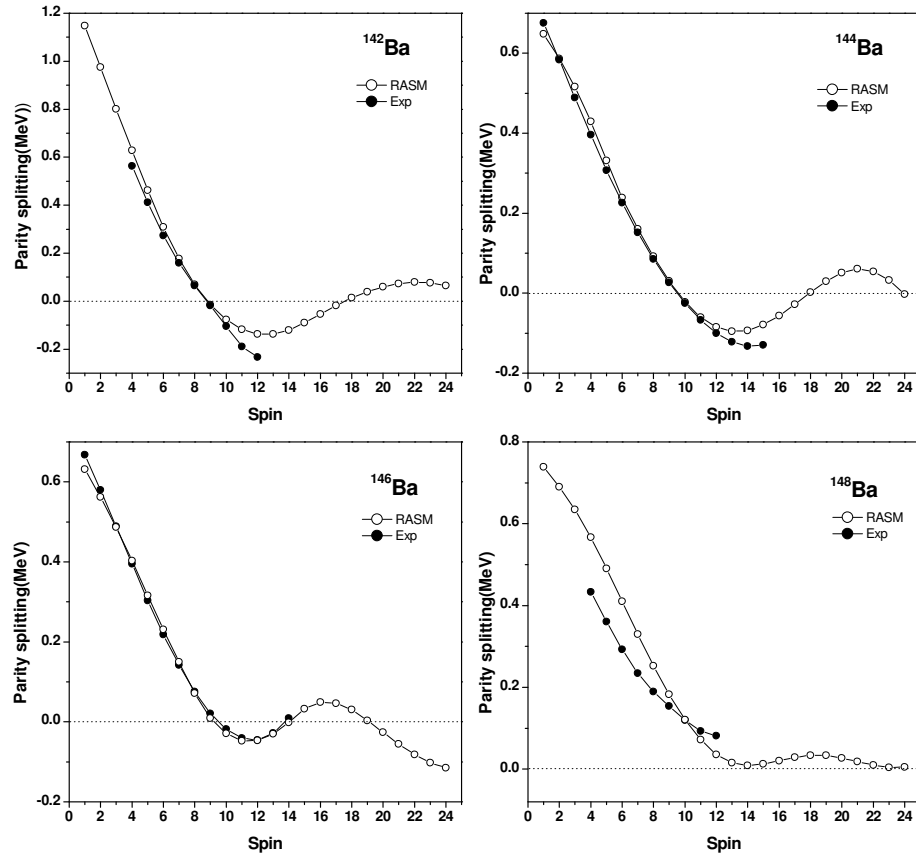 ¹⁴²Ba
RASM
Exp
Parity splitting(MeV))
1.2
1.0
0.8
0.6
0.4
0.2
0.0
-0.2
0 2 4 6 8 10 12 14 16 18 20 22 24
Spin
¹⁴⁴Ba
RASM
Exp
Parity splitting(MeV)
0.6
0.4
0.2
0.0
-0.2
0 2 4 6 8 10 12 14 16 18 20 22 24
Spin
¹⁴⁶Ba
RASM
Exp
Parity splitting(MeV)
0.6
0.4
0.2
0.0
-0.2
0 2 4 6 8 10 12 14 16 18 20 22 24
Spin
¹⁴⁸Ba
RASM
Exp
Parity splitting(MeV)
0.8
0.6
0.4
0.2
0.0
0 2 4 6 8 10 12 14 16 18 20 22 24
Spin